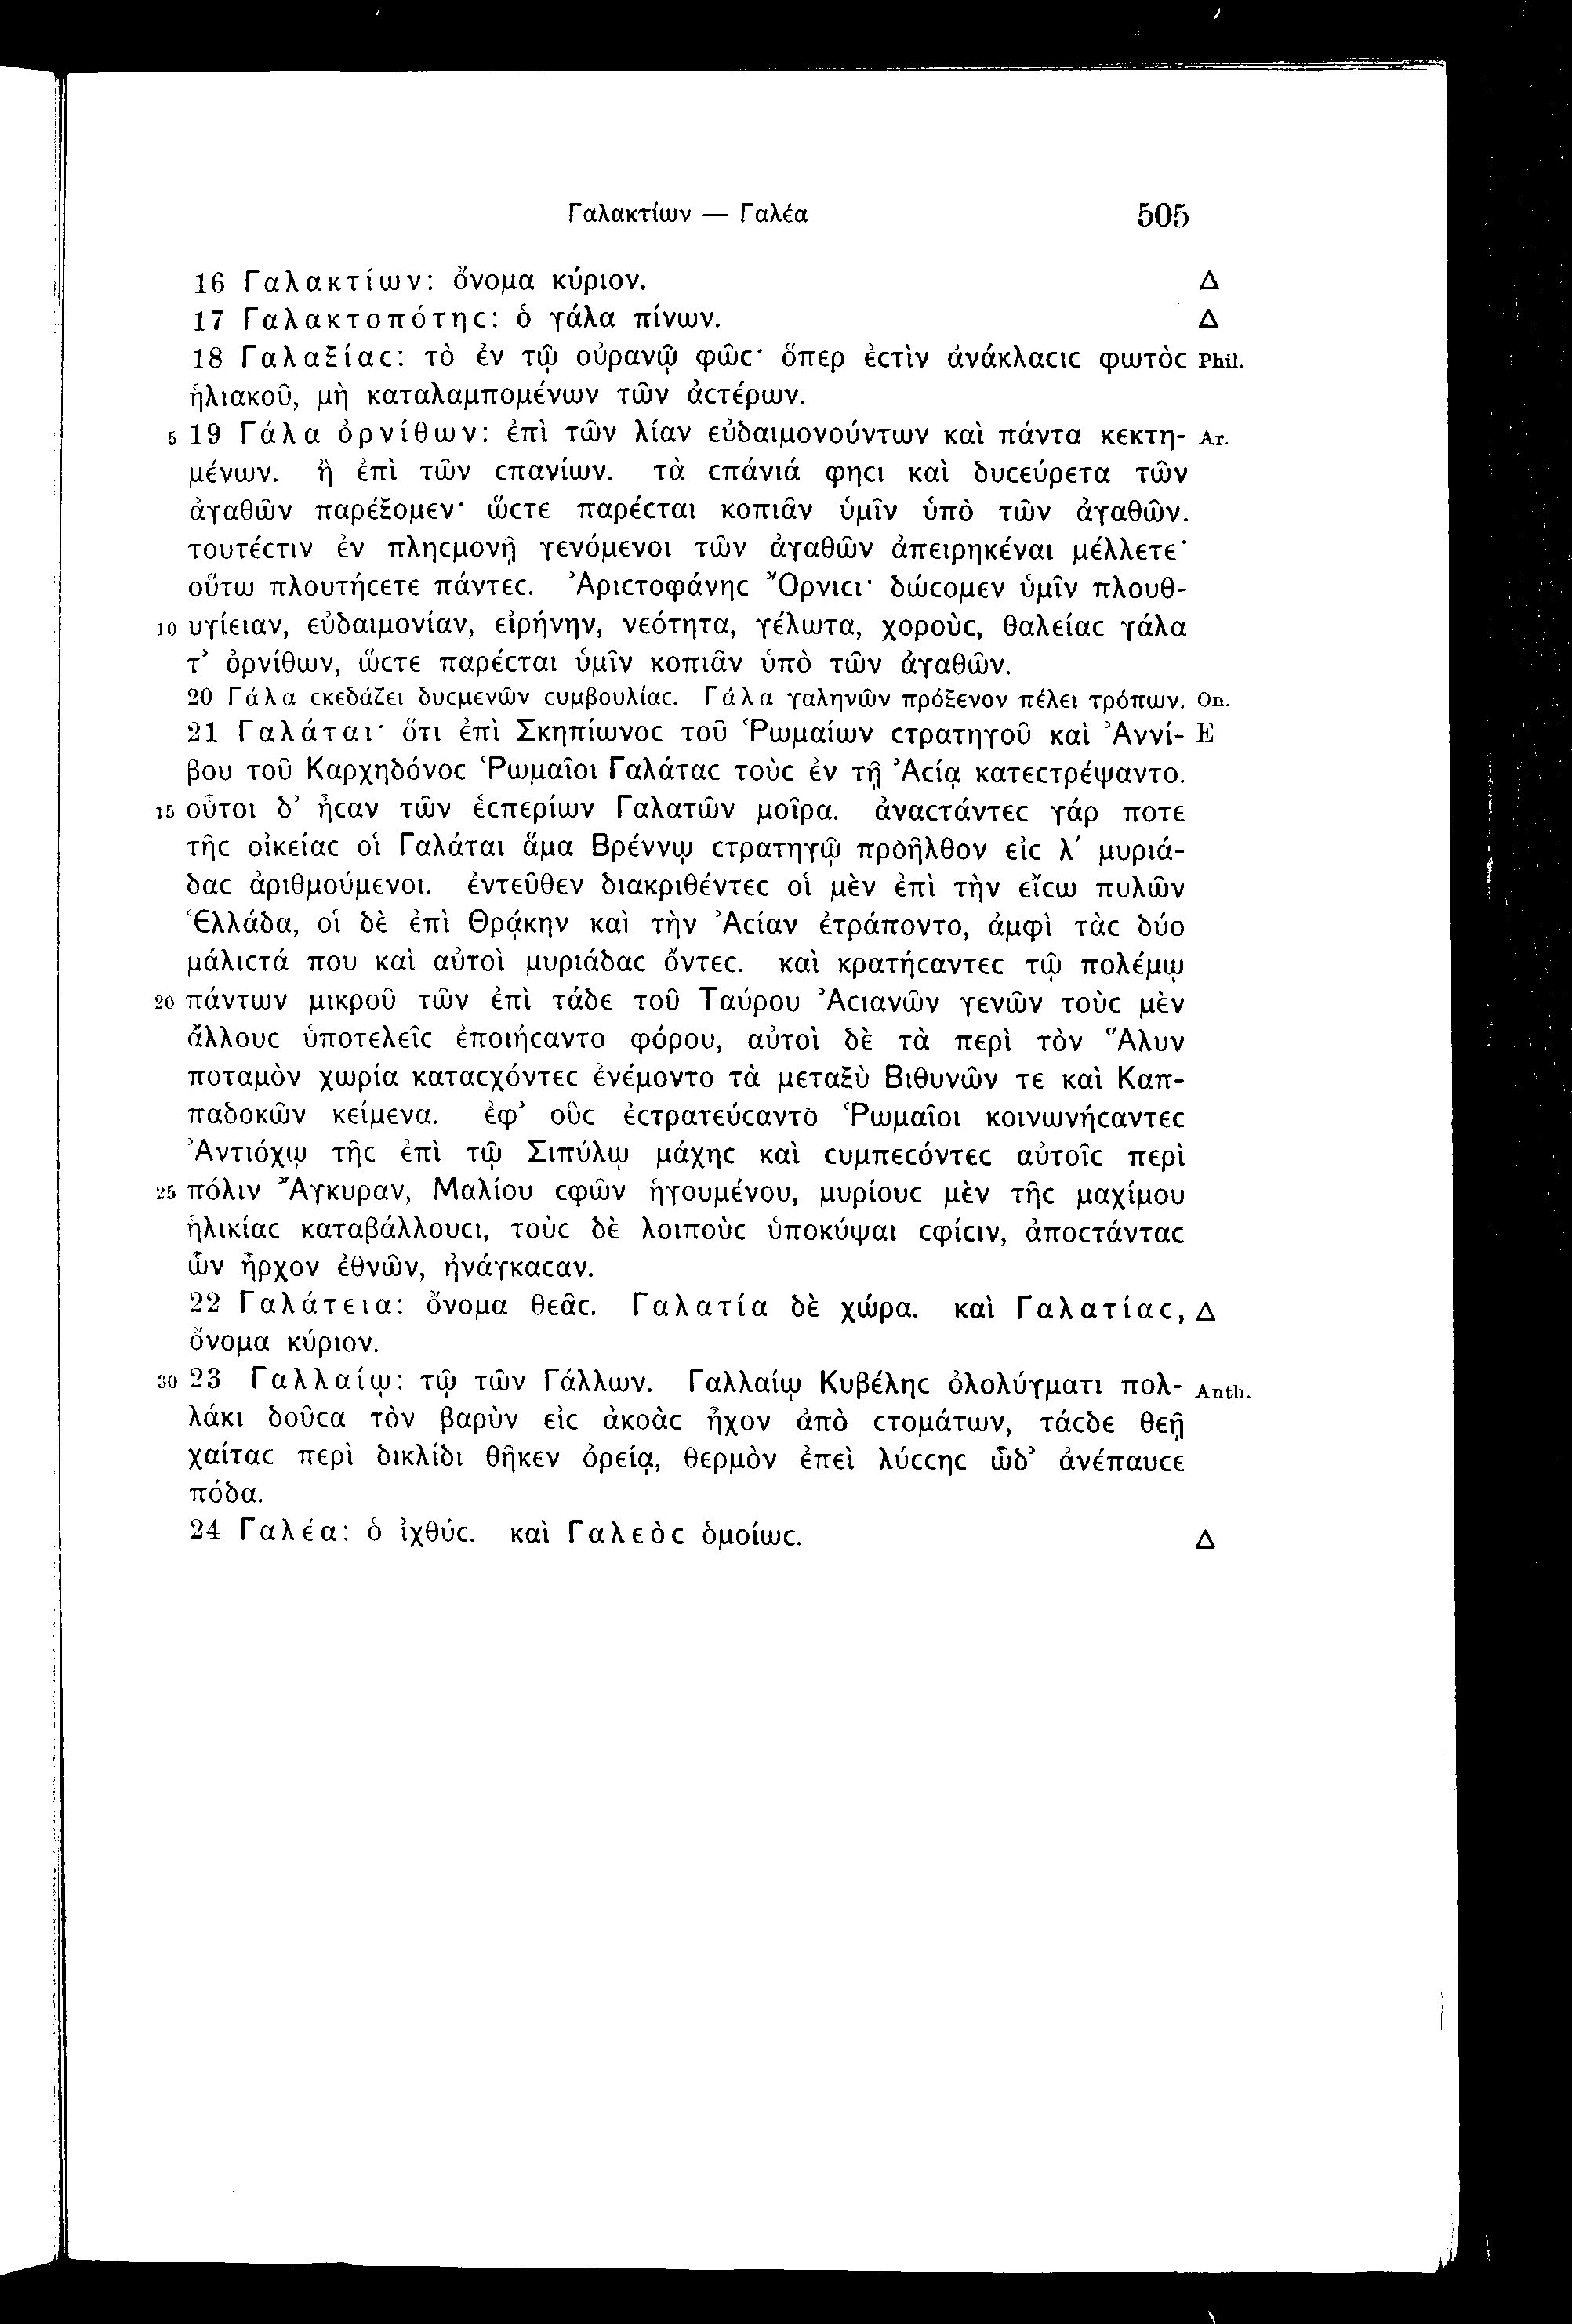 Γαλακτίων — Γαλέα 505
16 Γαλακτίων: ὄνομα κύριον. Δ
17 Γαλακτοπότηϲ: ὁ γάλα πίνων. Δ
18 Γαλαξίαϲ: τὸ ἐν τῷ οὐρανῷ φῶϲ· ὅπερ ἐϲτὶν ἀνάκλαϲιϲ φωτὸϲ Phil.
ἡλιακοῦ, μὴ καταλαμπομένων τῶν ἀϲτέρων.
5 19 Γάλα ὀρνίθων: ἐπὶ τῶν λίαν εὐδαιμονούντων καὶ πάντα κεκτη- Ar.
μένων. ἢ ἐπὶ τῶν ϲπανίων. τὰ ϲπάνιά φηϲι καὶ δυϲεύρετα τῶν
ἀγαθῶν παρέξομεν· ὥϲτε παρέϲται κοπιᾶν ὑμῖν ὑπὸ τῶν ἀγαθῶν.
τουτέϲτιν ἐν πληϲμονῇ γενόμενοι τῶν ἀγαθῶν ἀπειρηκέναι μέλλετε·
οὕτω πλουτήϲετε πάντεϲ. Ἀριϲτοφάνηϲ Ὄρνιϲι· δώϲομεν ὑμῖν πλουθ-
10 υγίειαν, εὐδαιμονίαν, εἰρήνην, νεότητα, γέλωτα, χοροὺϲ, θαλείαϲ γάλα
τ’ ὀρνίθων, ὥϲτε παρέϲται ὑμῖν κοπιᾶν ὑπὸ τῶν ἀγαθῶν.
20 Γάλα ϲκεδάζει δυϲμενῶν ϲυμβουλίαϲ. Γάλα γαληνῶν πρόξενον πέλει τρόπων. On.
21 Γαλάται· ὅτι ἐπὶ Σκηπίωνοϲ τοῦ Ῥωμαίων ϲτρατηγοῦ καὶ Ἀννί- E
βου τοῦ Καρχηδόνοϲ Ῥωμαῖοι Γαλάταϲ τοὺϲ ἐν τῇ Ἀϲίᾳ κατεϲτρέψαντο.
15 οὗτοι δ’ ἦϲαν τῶν ἑϲπερίων Γαλατῶν μοῖρα. ἀναϲτάντεϲ γάρ ποτε
τῆϲ οἰκείαϲ οἱ Γαλάται ἅμα Βρέννῳ ϲτρατηγῷ προῆλθον εἰϲ λ′ μυριά-
δαϲ ἀριθμούμενοι. ἐντεῦθεν διακριθέντεϲ οἱ μὲν ἐπὶ τὴν εἴϲω πυλῶν
Ἑλλάδα, οἱ δὲ ἐπὶ Θρᾴκην καὶ τὴν Ἀϲίαν ἐτράποντο, ἀμφὶ τὰϲ δύο
μάλιϲτά που καὶ αὐτοὶ μυριάδαϲ ὄντεϲ. καὶ κρατήϲαντεϲ τῷ πολέμῳ
20 πάντων μικροῦ τῶν ἐπὶ τάδε τοῦ Ταύρου Ἀϲιανῶν γενῶν τοὺϲ μὲν
ἄλλουϲ ὑποτελεῖϲ ἐποιήϲαντο φόρου, αὐτοὶ δὲ τὰ περὶ τὸν Ἅλυν
ποταμὸν χωρία καταϲχόντεϲ ἐνέμοντο τὰ μεταξὺ Βιθυνῶν τε καὶ Καπ-
παδοκῶν κείμενα. ἐφ’ οὓϲ ἐϲτρατεύϲαντο Ῥωμαῖοι κοινωνήϲαντεϲ
Ἀντιόχῳ τῆϲ ἐπὶ τῷ Σιπύλῳ μάχηϲ καὶ ϲυμπεϲόντεϲ αὐτοῖϲ περὶ
25 πόλιν Ἄγκυραν, Μαλίου ϲφῶν ἡγουμένου, μυρίουϲ μὲν τῆϲ μαχίμου
ἡλικίαϲ καταβάλλουϲι, τοὺϲ δὲ λοιποὺϲ ὑποκύψαι ϲφίϲιν, ἀποϲτάνταϲ
ὧν ἦρχον ἐθνῶν, ἠνάγκαϲαν.
22 Γαλάτεια: ὄνομα θεᾶϲ. Γαλατία δὲ χώρα. καὶ Γαλατίαϲ, Δ
ὄνομα κύριον.
30 23 Γαλλαίῳ: τῷ τῶν Γάλλων. Γαλλαίῳ Κυβέληϲ ὀλολύγματι πολ- Anth.
λάκι δοῦϲα τὸν βαρὺν εἰϲ ἀκοὰϲ ἦχον ἀπὸ ϲτομάτων, τάϲδε θεῇ
χαίταϲ περὶ δικλίδι θῆκεν ὀρείᾳ, θερμὸν ἐπεὶ λύϲϲηϲ ὧδ’ ἀνέπαυϲε
πόδα.
24 Γαλέα: ὁ ἰχθύϲ. καὶ Γαλεὸϲ ὁμοίωϲ. Δ